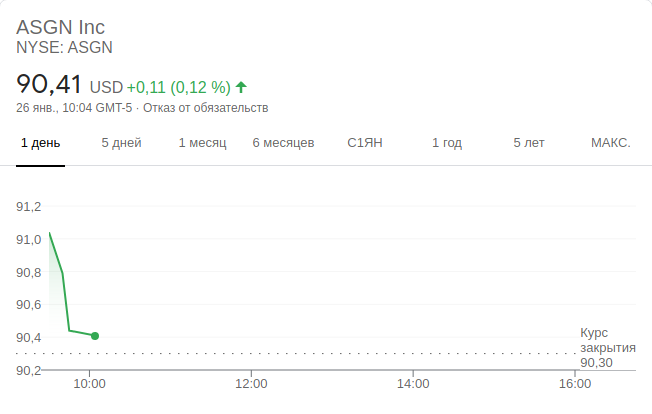 ASGN Inc
NYSE: ASGN
90,41 USD +0,11 (0,12 %)
26 янв., 10:04 GMT-5 · Отказ от обязательств
1 день 5 дней 1 месяц 6 месяцев С1ЯН 1 год 5 лет МАКС.
91,2
91,0
90,8
90,6
90,4
90,2
Курс
закрытия
90,30
10:00 12:00 14:00 16:00